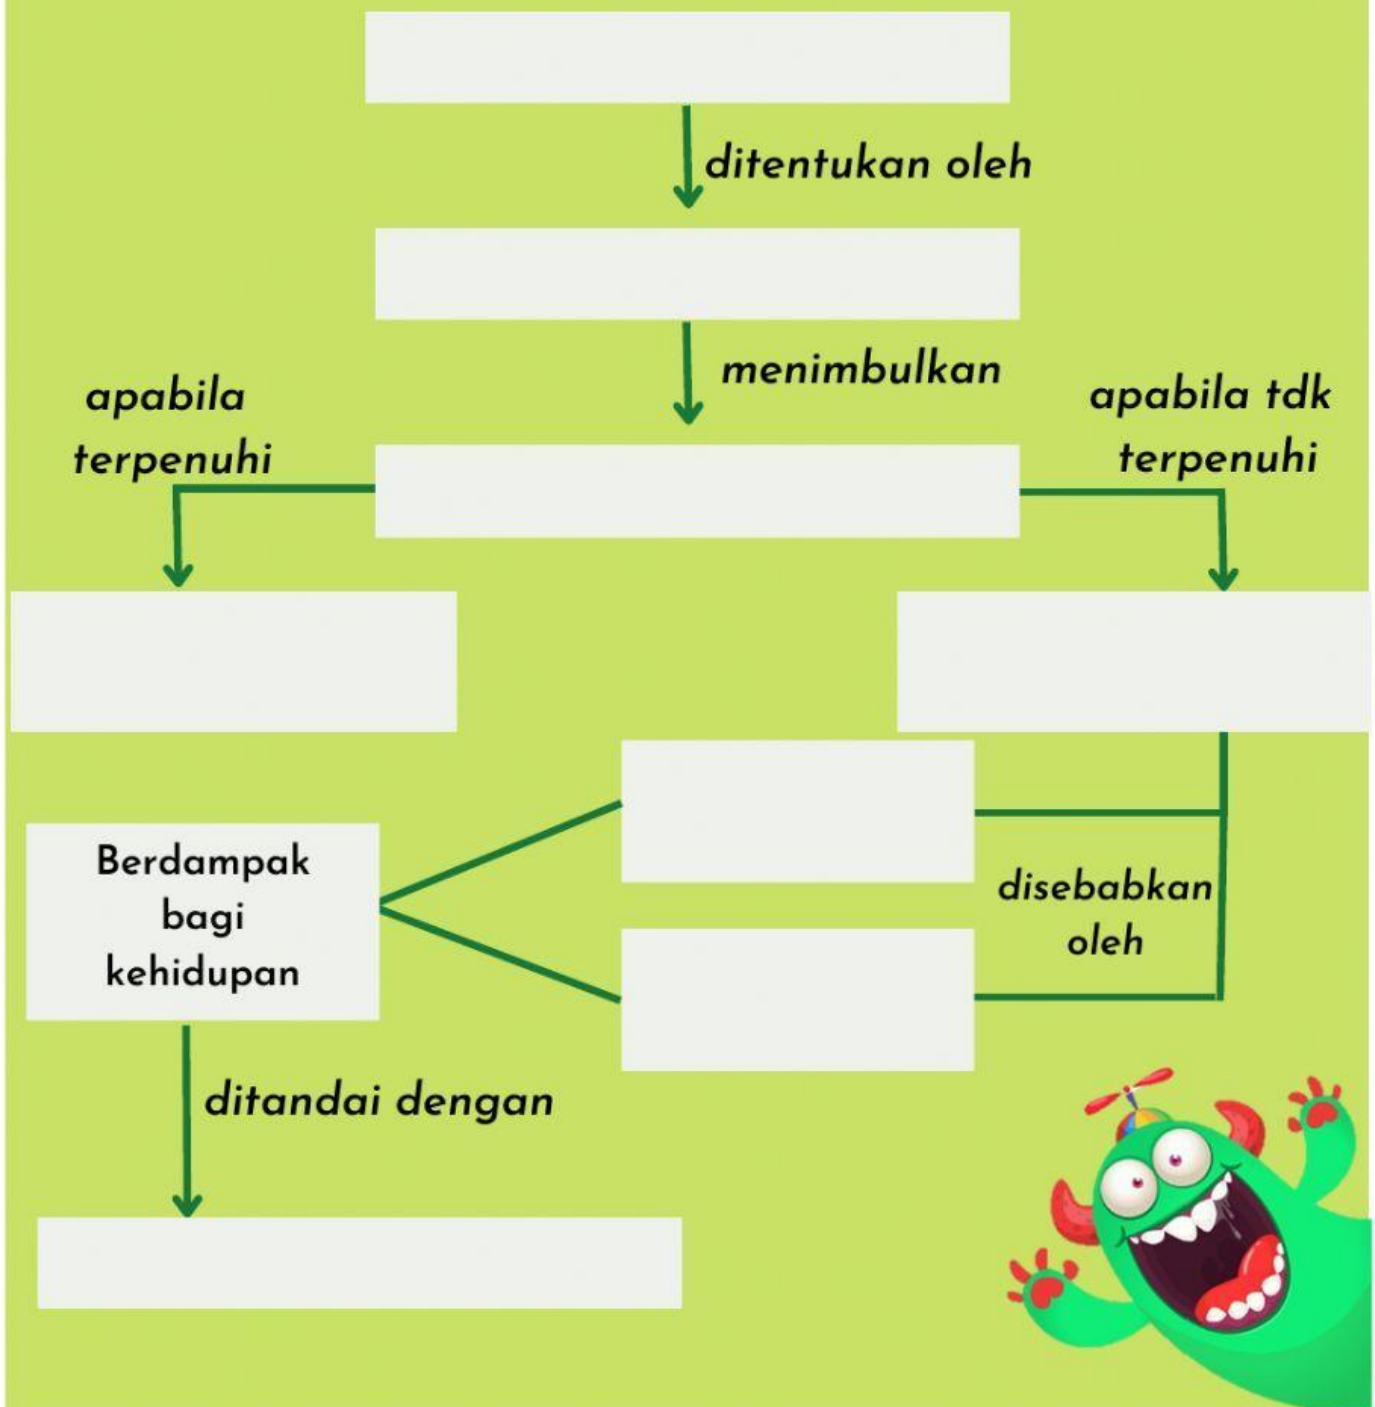 ditentukan oleh
menimbulkan
apabila
terpenuhi
apabila tdk
terpenuhi
Berdampak
bagi
kehidupan
disebabkan
oleh
ditandai dengan